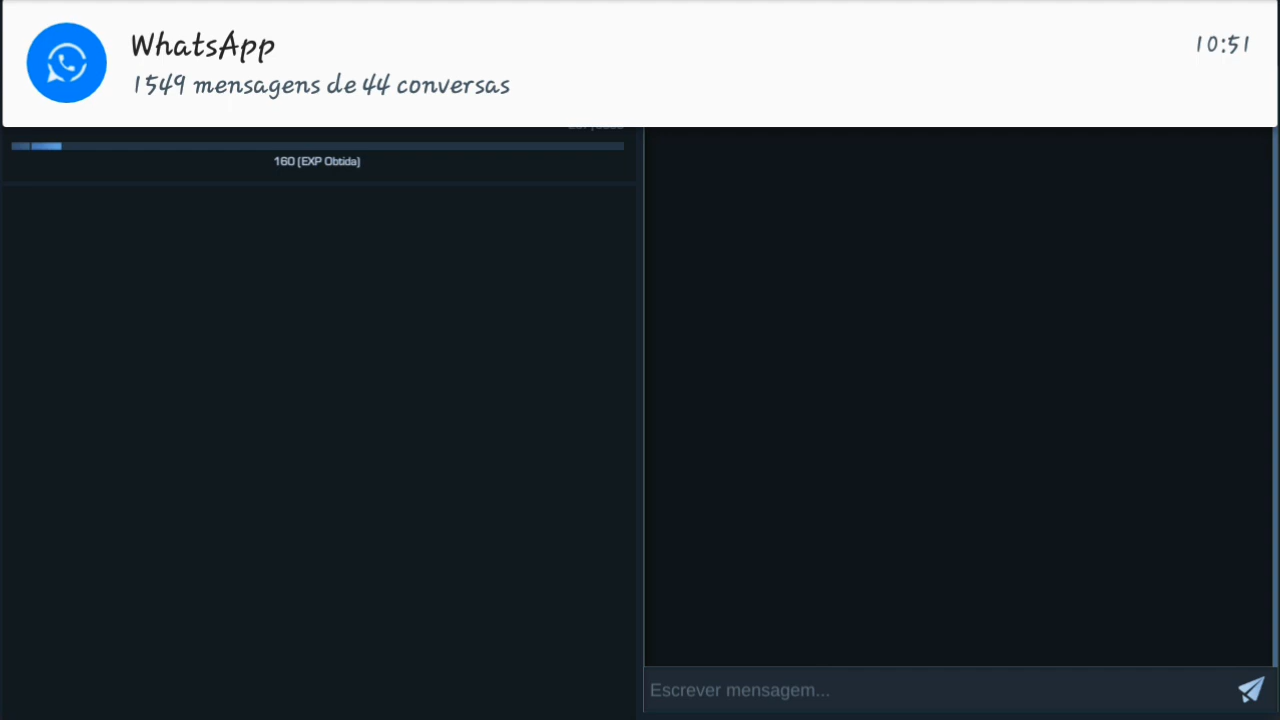 WhatsApp
10:51
1549 mensagens de 44 conversas
160 (EXP Obtida)
Escrever mensagem...